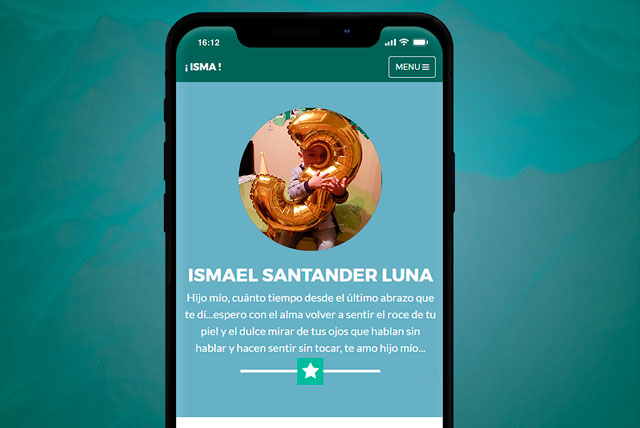 16:12
¡ ISMA !
MENU
ISMAEL SANTANDER LUNA
Hijo mío, cuánto tiempo desde el último abrazo que
te dí...espero con el alma volver a sentir el roce de tu
piel y el dulce mirar de tus ojos que hablan sin
hablar y hacen sentir sin tocar, te amo hijo mío...